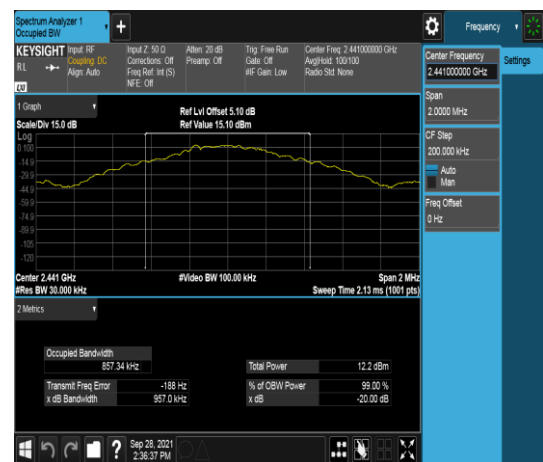 Spectrum Analyzer 1
Occupied BW
+
Frequency
KEYSIGHT
RL
LXI
Input: RF
Coupling: DC
Align: Auto
Input Z: 50 Ω
Corrections: Off
Freq Ref: Int (S)
NFE: Off
Atten: 20 dB
Preamp: Off
Trig: Free Run
Gate: Off
#IF Gain: Low
Center Freq: 2.441000000 GHz
Avg|Hold: 100/100
Radio Std: None
Center Frequency
2.441000000 GHz
Settings
Span
2.0000 MHz
CF Step
200.000 kHz
Auto
Man
Freq Offset
0 Hz
1 Graph
Scale/Div 15.0 dB
Ref Lvl Offset 5.10 dB
Ref Value 15.10 dBm
Log
0.100
-14.9
-29.9
-44.9
-59.9
-74.9
-89.9
-105
-120
Center 2.441 GHz
#Res BW 30.000 kHz
#Video BW 100.00 kHz
Span 2 MHz
Sweep Time 2.13 ms (1001 pts)
2 Metrics
Occupied Bandwidth
857.34 kHz
Total Power 12.2 dBm
Transmit Freq Error -188 Hz
% of OBW Power 99.00 %
x dB Bandwidth 957.0 kHz
x dB -20.00 dB
?
Sep 28, 2021
2:36:37 PM